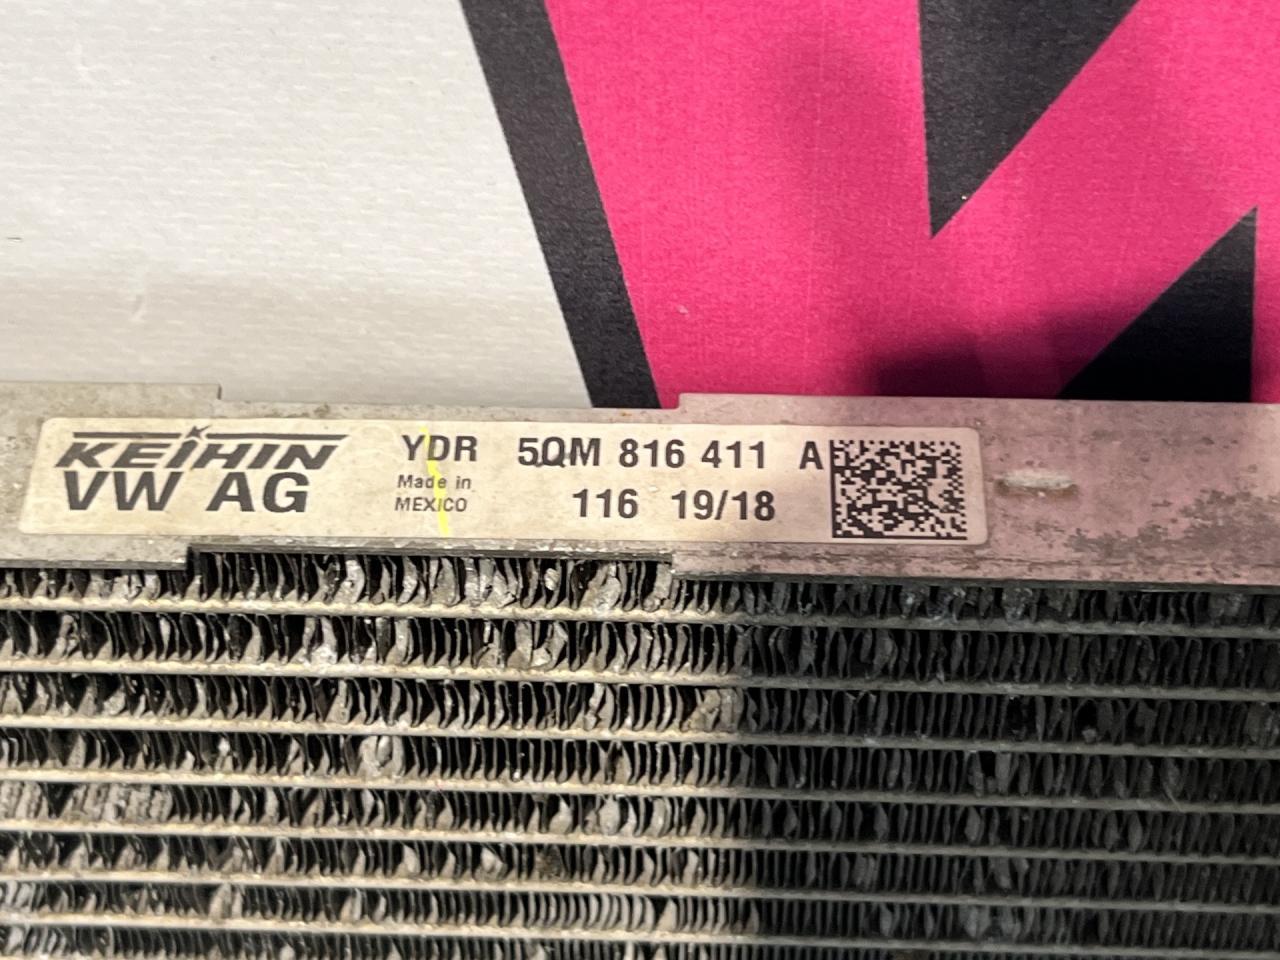 KEIHIN YDR 5QM 816 411 A
VW AG Made in
MEXICO 116 19/18